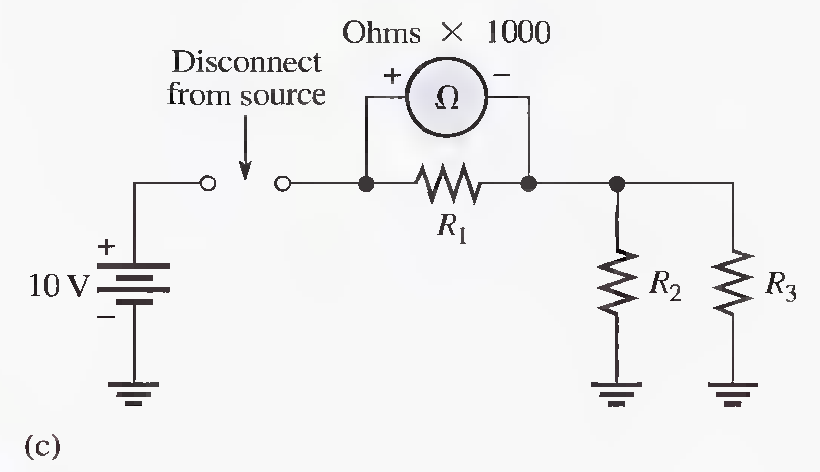 Ohms × 1000
Disconnect
from source
+ −
Ω
R1
+
10 V
−
R2
R3
(c)